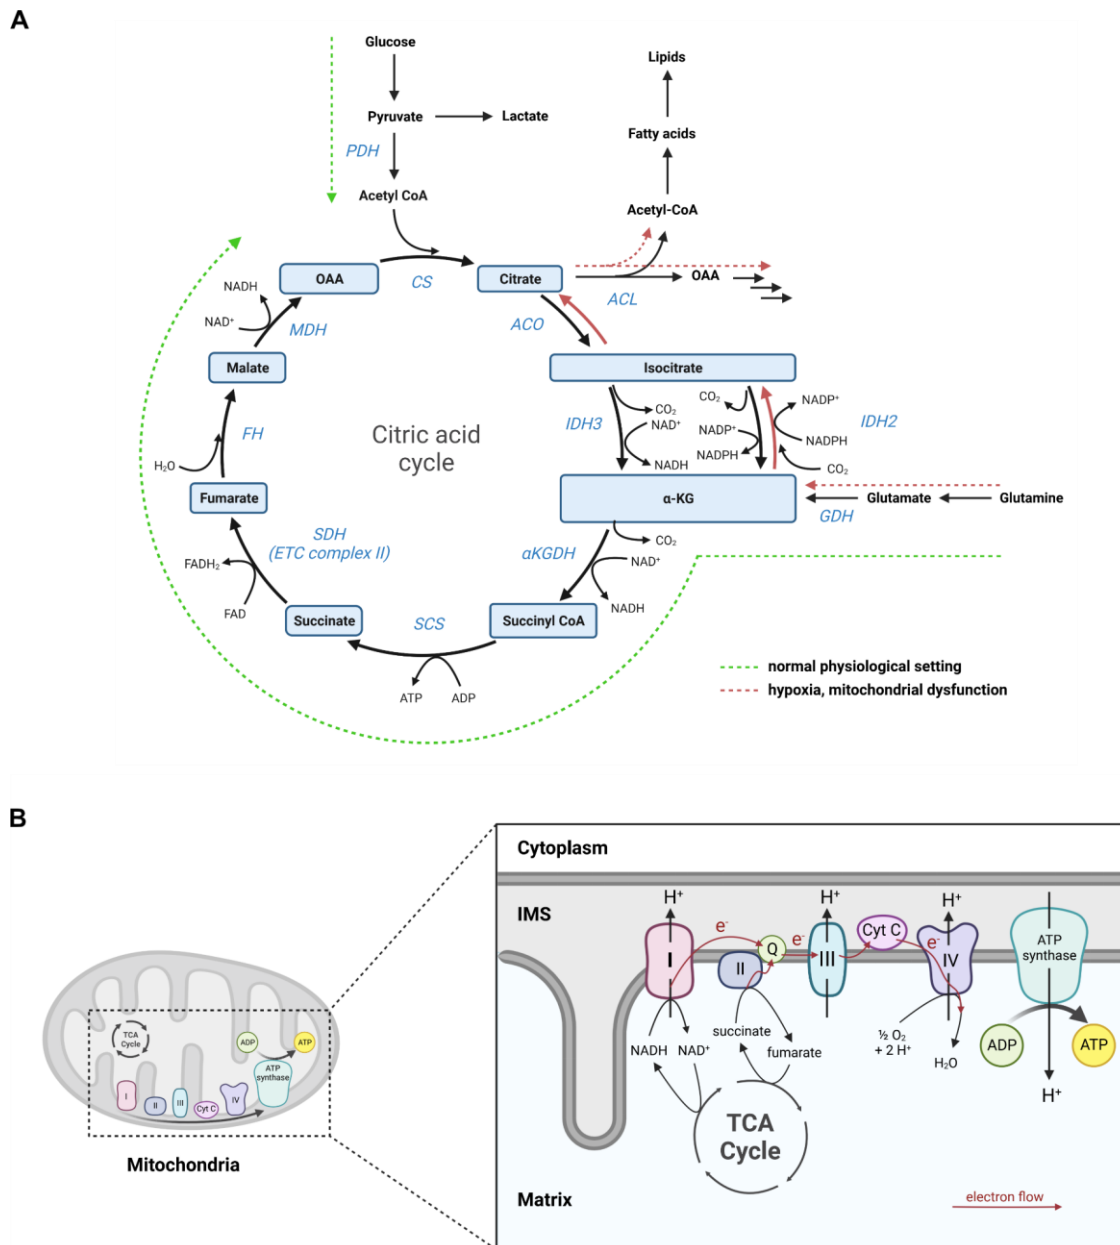 A
Glucose
Pyruvate
Lactate
PDH
Acetyl CoA
Lipids
Fatty acids
Acetyl-CoA
OAA
CS
Citrate
ACL
OAA
NADH
NAD⁺
MDH
ACO
Malate
Isocitrate
Citric acid
cycle
FH
H₂O
IDH3
CO₂
NAD⁺
NADH
CO₂
NADP⁺
NADPH
NADP⁺
NADPH
CO₂
IDH2
Fumarate
α-KG
Glutamate
Glutamine
GDH
SDH
(ETC complex II)
FADH₂
FAD
αKGDH
CO₂
NAD⁺
NADH
Succinate
SCS
Succinyl CoA
ATP
ADP
normal physiological setting
hypoxia, mitochondrial dysfunction
B
TCA
Cycle
ADP
ATP
ATP
synthase
I
II
III
Cyt C
IV
Mitochondria
Cytoplasm
IMS
H⁺
H⁺
H⁺
I
e⁻
II
Q
e⁻
III
Cyt C
e⁻
IV
ATP
synthase
NADH
NAD⁺
succinate
fumarate
½ O₂
+ 2 H⁺
H₂O
ADP
ATP
H⁺
TCA
Cycle
Matrix
electron flow